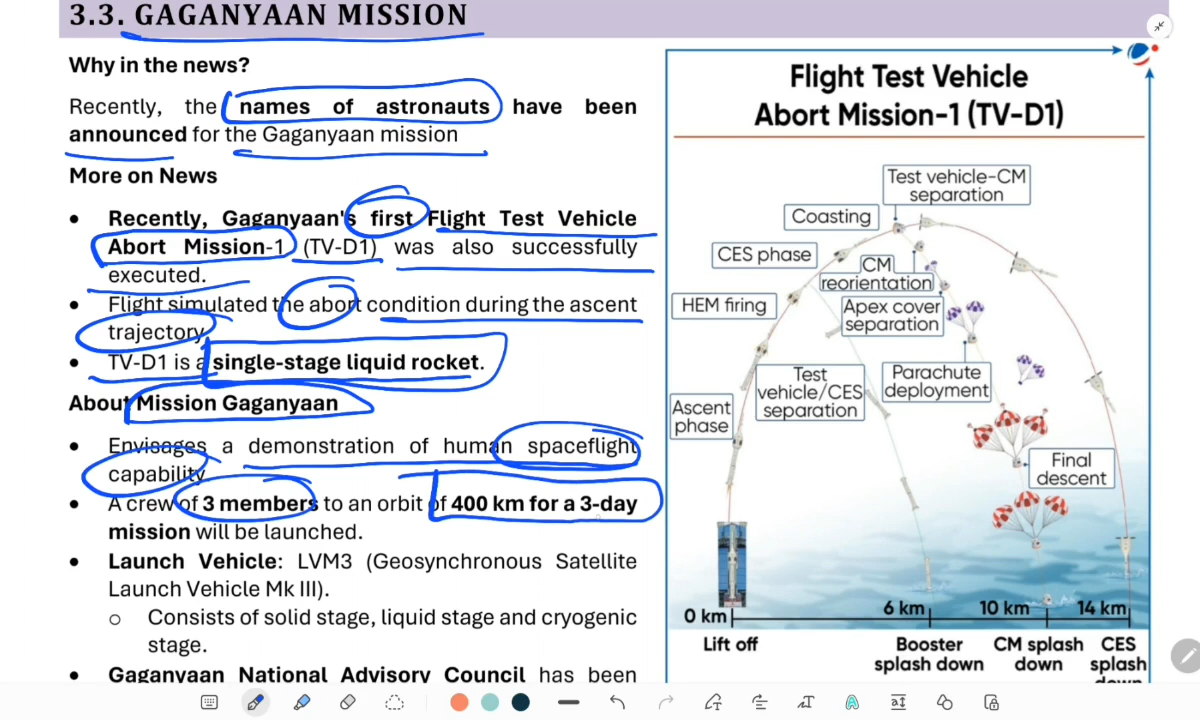 3.3. GAGANYAAN MISSION
Why in the news?
Recently, the names of astronauts have been
announced for the Gaganyaan mission
More on News
• Recently, Gaganyaan's first Flight Test Vehicle
Abort Mission-1 (TV-D1) was also successfully
executed.
• Flight simulated the abort condition during the ascent
trajectory.
• TV-D1 is a single-stage liquid rocket.
About Mission Gaganyaan
• Envisages a demonstration of human spaceflight
capability.
• A crew of 3 members to an orbit of 400 km for a 3-day
mission will be launched.
• Launch Vehicle: LVM3 (Geosynchronous Satellite
Launch Vehicle Mk III).
o Consists of solid stage, liquid stage and cryogenic
stage.
• Gaganyaan National Advisory Council has been
Flight Test Vehicle
Abort Mission-1 (TV-D1)
Test vehicle-CM
separation
Coasting
CES phase
CM
reorientation
HEM firing
Apex cover
separation
Test
vehicle/CES
separation
Parachute
deployment
Ascent
phase
Final
descent
0 km
6 km
10 km
14 km
Lift off
Booster
splash down
CM splash
down
CES
splash
down